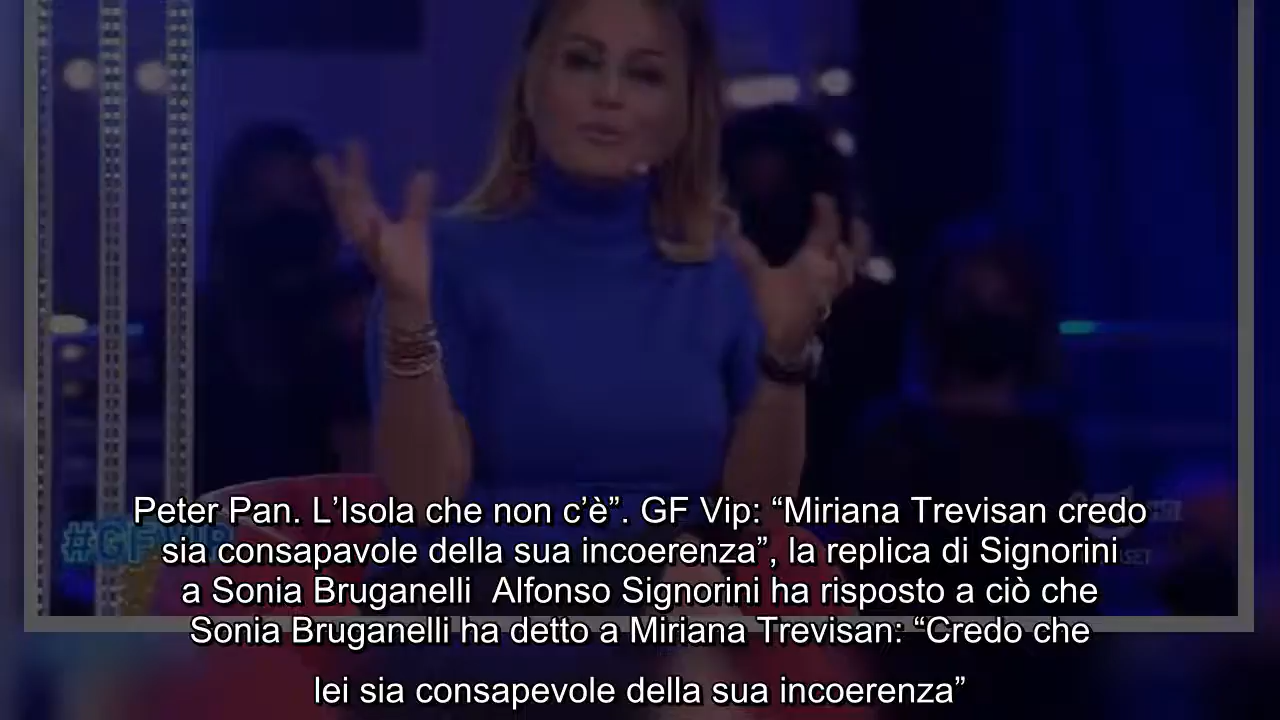 Peter Pan. L’Isola che non c’è”. GF Vip: “Miriana Trevisan credo
sia consapavole della sua incoerenza”, la replica di Signorini
a Sonia Bruganelli  Alfonso Signorini ha risposto a ciò che
Sonia Bruganelli ha detto a Miriana Trevisan: “Credo che
lei sia consapevole della sua incoerenza”
#GFVIP